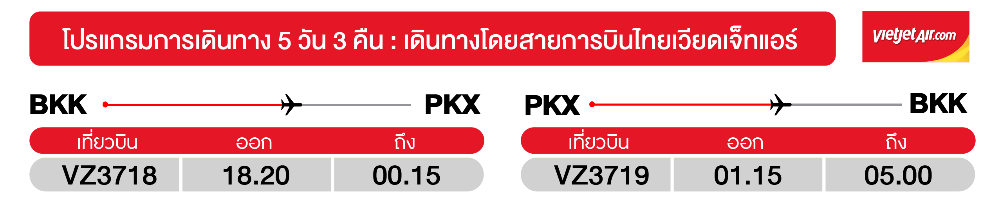 โปรแกรมการเดินทาง 5 วัน 3 คืน : เดินทางโดยสายการบินไทยเวียดเจ็ทแอร์
vietjetAir.com
BKK PKX
เที่ยวบิน ออก ถึง
VZ3718 18.20 00.15
PKX BKK
เที่ยวบิน ออก ถึง
VZ3719 01.15 05.00